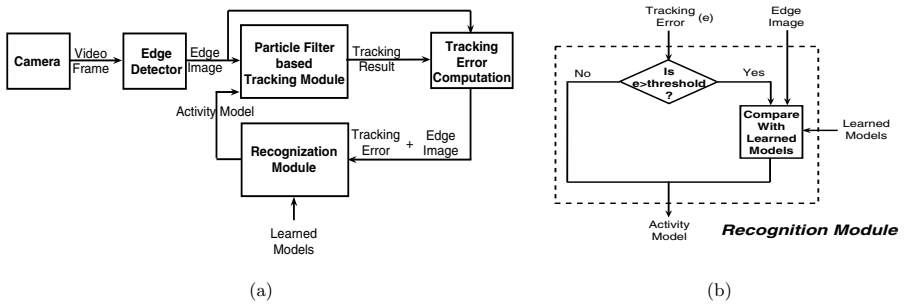 Camera
Video
Frame
Edge
Detector
Edge
Image
Particle Filter
based
Tracking Module
Tracking
Result
Tracking
Error
Computation
Activity Model
Recognization
Module
Tracking
Error
+
Edge
Image
Learned
Models
(a)
Tracking
Error (e)
Edge
Image
No
Is
e>threshold
?
Yes
Compare
With
Learned
Models
Learned
Models
Activity
Model
Recognition Module
(b)